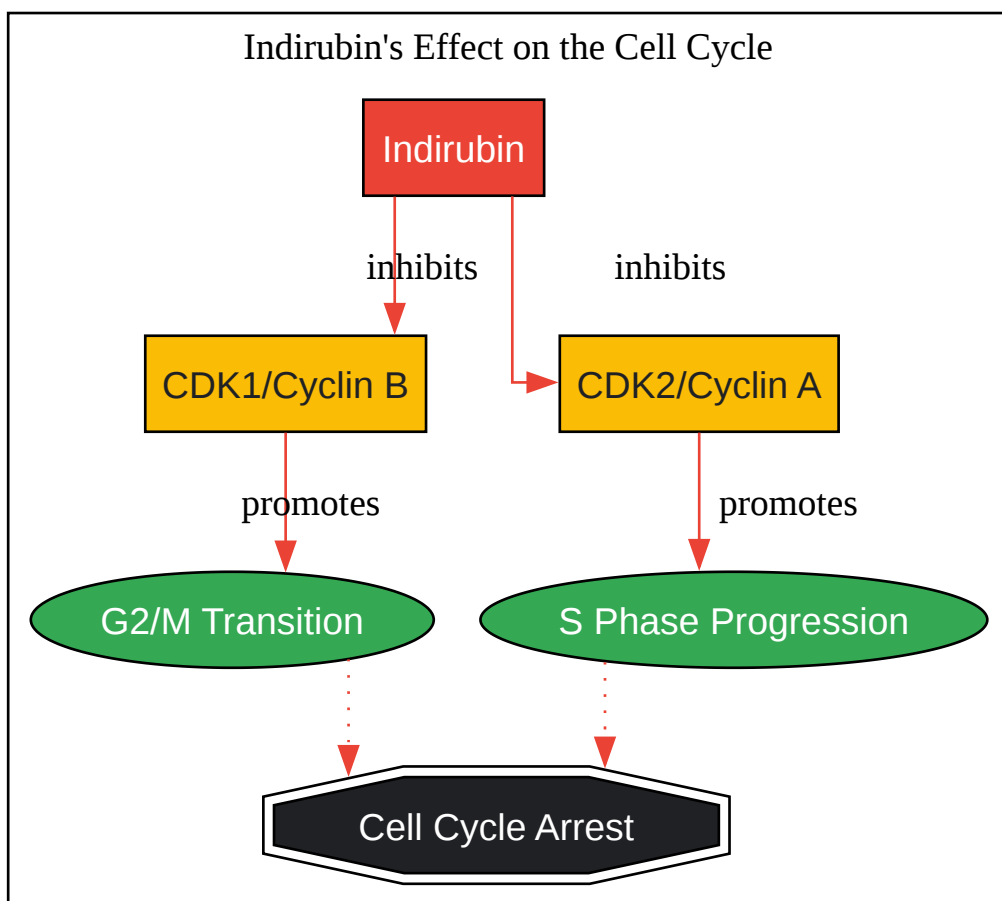 Indirubin's Effect on the Cell Cycle
Indirubin
inhibits
inhibits
CDK1/Cyclin B
CDK2/Cyclin A
promotes
promotes
G2/M Transition
S Phase Progression
Cell Cycle Arrest